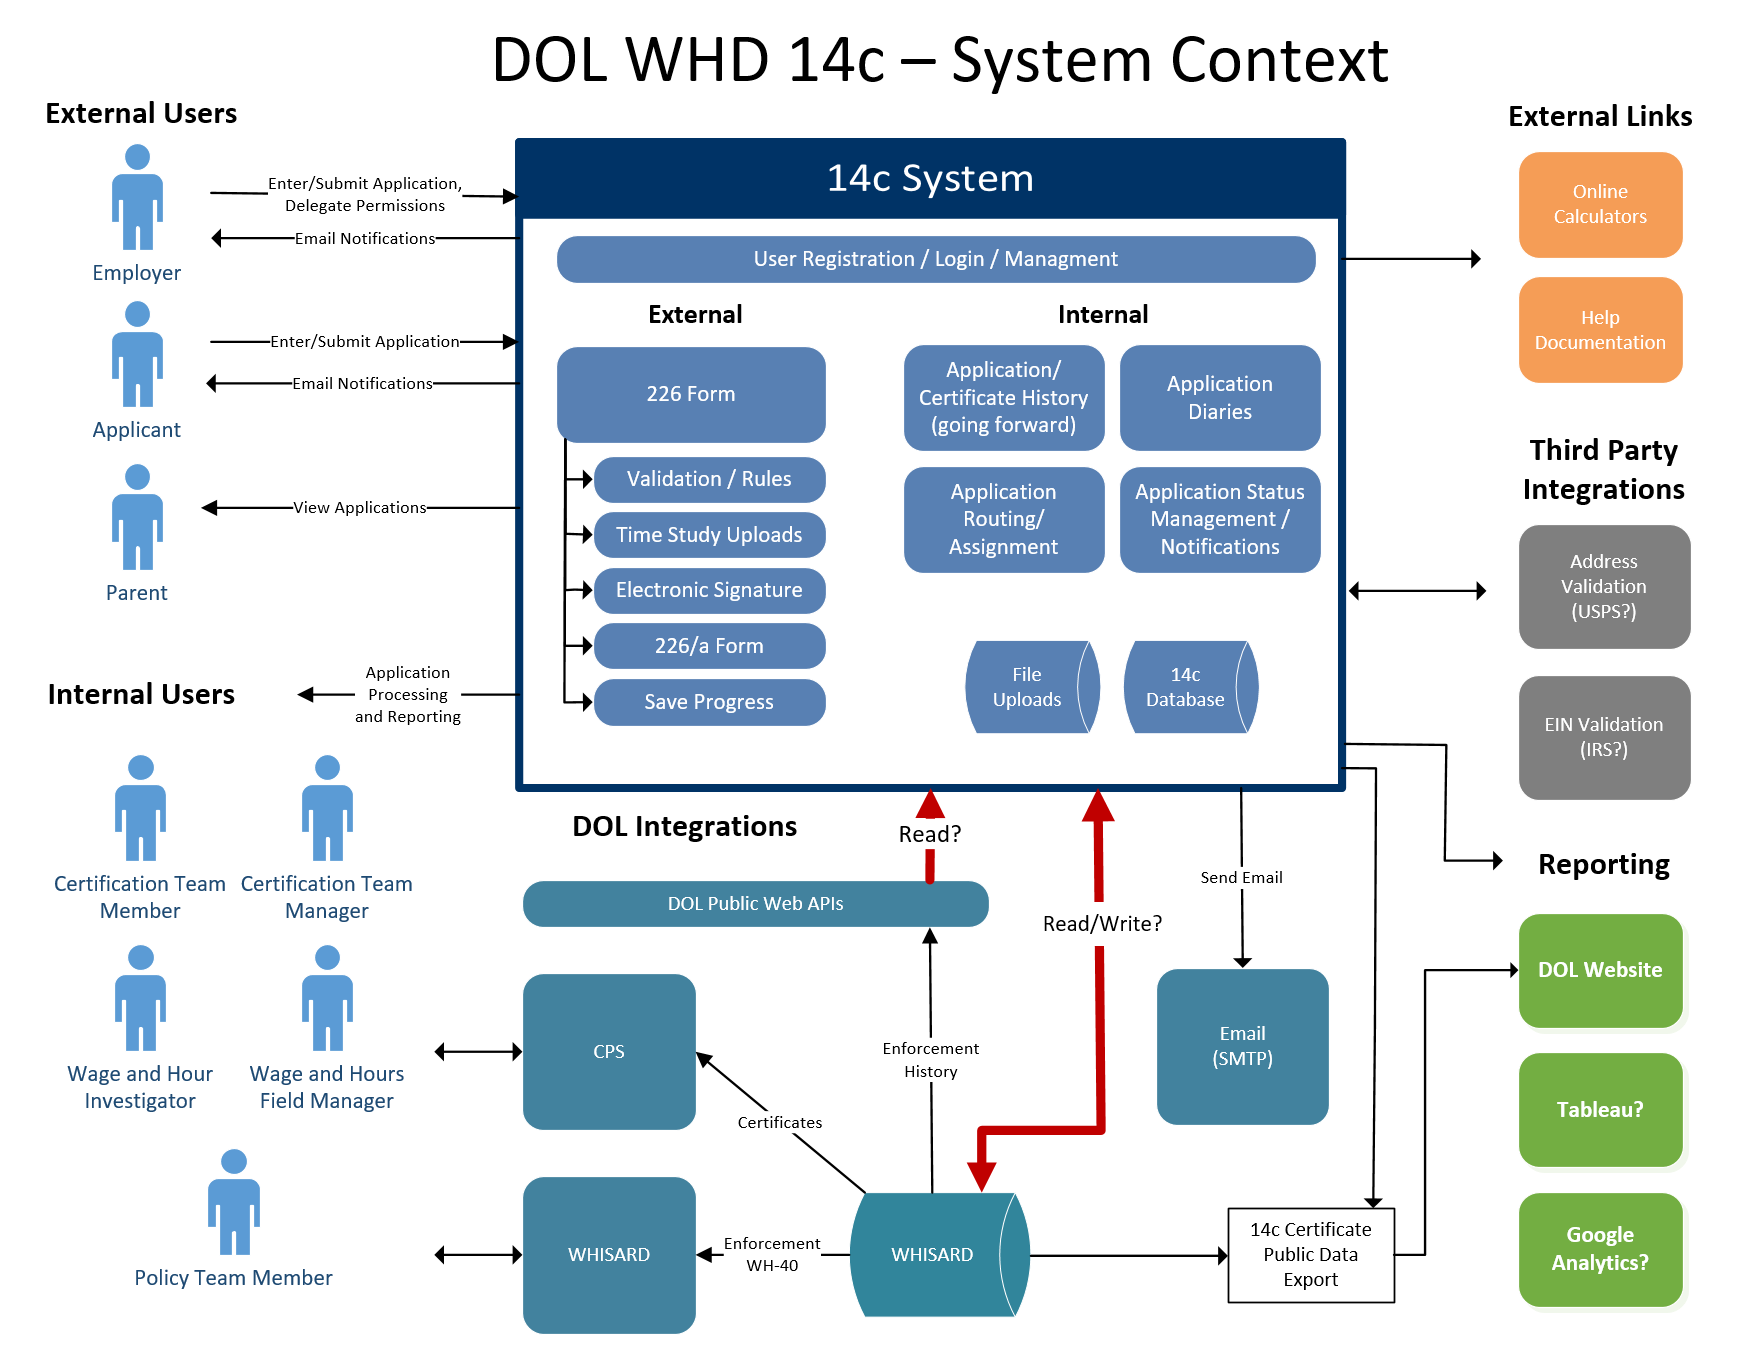 DOL WHD 14c – System Context
External Users
Enter/Submit Application,
Delegate Permissions
Email Notifications
Employer
Enter/Submit Application
Email Notifications
Applicant
View Applications
Parent
Internal Users
Application
Processing
and Reporting
Certification Team
Member
Certification Team
Manager
Wage and Hour
Investigator
Wage and Hours
Field Manager
Policy Team Member
14c System
User Registration / Login / Managment
External
226 Form
Validation / Rules
Time Study Uploads
Electronic Signature
226/a Form
Save Progress
Internal
Application/
Certificate History
(going forward)
Application
Diaries
Application
Routing/
Assignment
Application Status
Management /
Notifications
File
Uploads
14c
Database
DOL Integrations
Read?
Read/Write?
Send Email
DOL Public Web APIs
CPS
Enforcement
History
Certificates
Email
(SMTP)
WHISARD
Enforcement
WH-40
WHISARD
14c Certificate
Public Data
Export
External Links
Online
Calculators
Help
Documentation
Third Party
Integrations
Address
Validation
(USPS?)
EIN Validation
(IRS?)
Reporting
DOL Website
Tableau?
Google
Analytics?